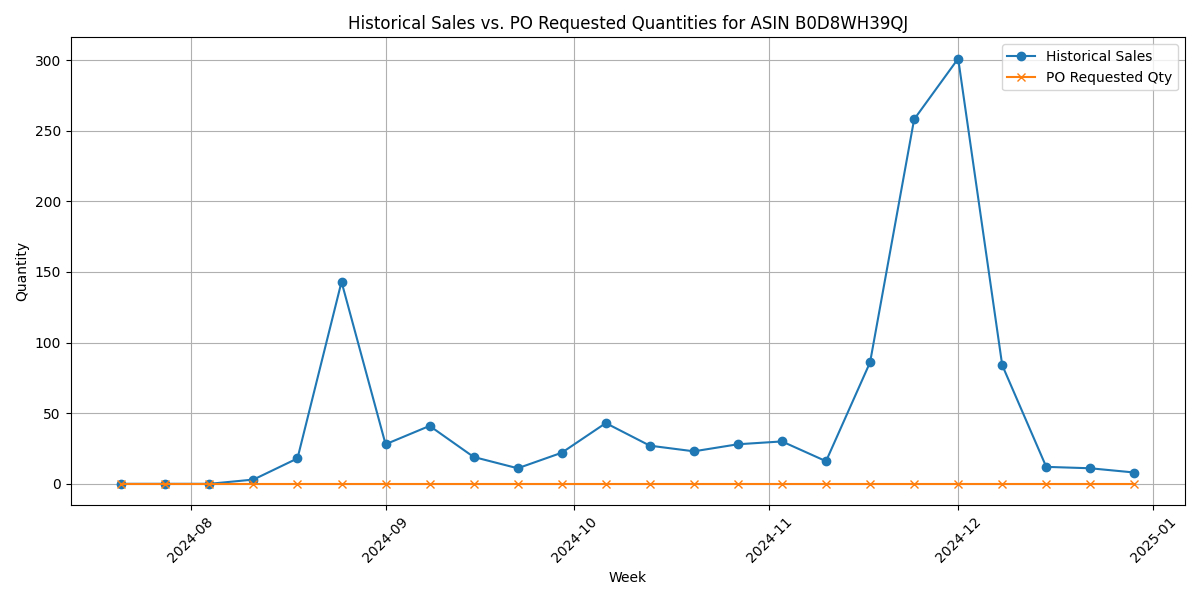 Historical Sales vs. PO Requested Quantities for ASIN B0D8WH39QJ
Historical Sales
PO Requested Qty
Quantity
300
250
200
150
100
50
0
2024-08
2024-09
2024-10
2024-11
2024-12
2025-01
Week